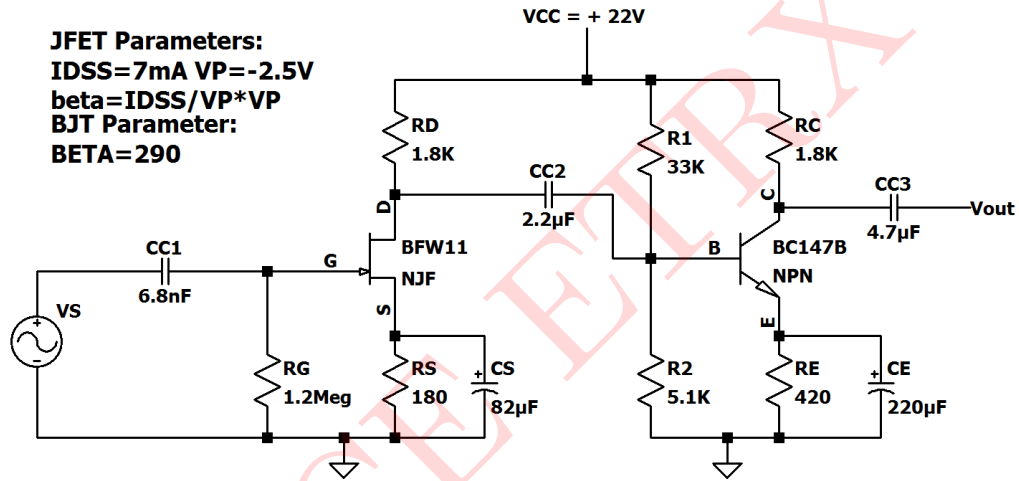 VCC = + 22V
JFET Parameters:
IDSS=7mA VP=-2.5V
beta=IDSS/VP*VP
BJT Parameter:
BETA=290
RD
1.8K
R1
33K
RC
1.8K
CC2
2.2µF
C
CC3
4.7µF
Vout
D
BFW11
NJF
G
S
CC1
6.8nF
B
BC147B
NPN
E
VS
RG
1.2Meg
RS
180
CS
82µF
R2
5.1K
RE
420
CE
220µF
CE ETRX